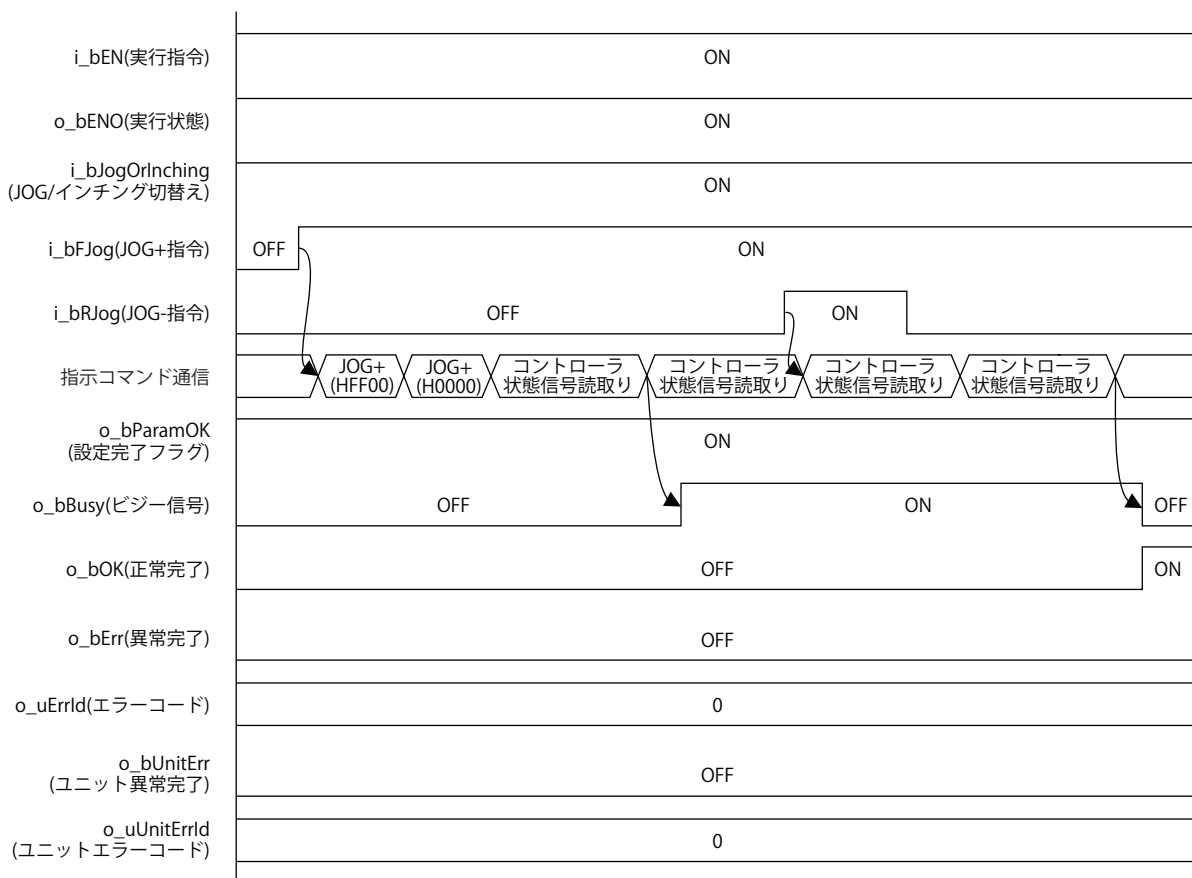 i_bEN(実行指令)
ON
o_bENO(実行状態)
ON
i_bJogOrInching
(JOG/インチング切替え)
ON
i_bFJog(JOG+指令)
OFF
ON
i_bRJog(JOG-指令)
OFF
ON
指示コマンド通信
JOG+
(HFF00)
JOG+
(H0000)
コントローラ
状態信号読取り
コントローラ
状態信号読取り
コントローラ
状態信号読取り
コントローラ
状態信号読取り
o_bParamOK
(設定完了フラグ)
ON
o_bBusy(ビジー信号)
OFF
ON
OFF
o_bOK(正常完了)
OFF
ON
o_bErr(異常完了)
OFF
o_uErrId(エラーコード)
0
o_bUnitErr
(ユニット異常完了)
OFF
o_uUnitErrId
(ユニットエラーコード)
0